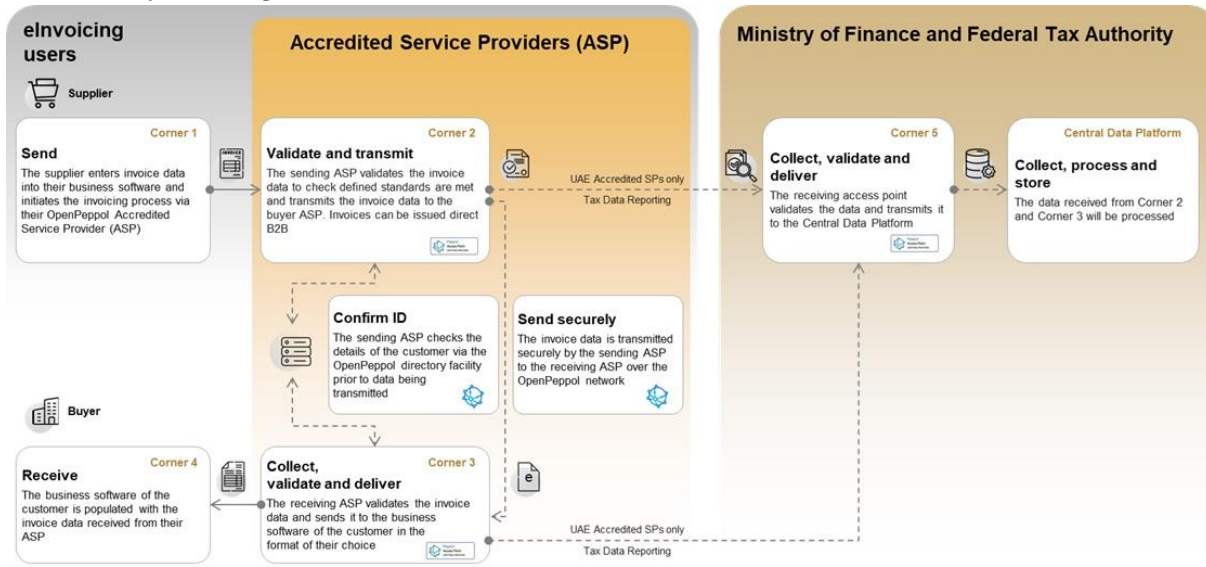 eInvoicing
users
Accredited Service Providers (ASP)
Ministry of Finance and Federal Tax Authority
Supplier
Corner 1
Send
The supplier enters invoice data
into their business software and
initiates the invoicing process via
their OpenPeppol Accredited
Service Provider (ASP)
INVOICE
Corner 2
Validate and transmit
The sending ASP validates the invoice
data to check defined standards are met
and transmits the invoice data to the
buyer ASP. Invoices can be issued direct
B2B
UAE Accredited SPs only
Tax Data Reporting
Corner 5
Collect, validate and
deliver
The receiving access point
validates the data and transmits it
to the Central Data Platform
Central Data Platform
Collect, process and
store
The data received from Corner 2
and Corner 3 will be processed
Confirm ID
The sending ASP checks the
details of the customer via the
OpenPeppol directory facility
prior to data being
transmitted
Send securely
The invoice data is transmitted
securely by the sending ASP
to the receiving ASP over the
OpenPeppol network
Buyer
Corner 4
Receive
The business software of the
customer is populated with the
invoice data received from their
ASP
Corner 3
Collect,
validate and deliver
The receiving ASP validates the invoice
data and sends it to the business
software of the customer in the
format of their choice
e
UAE Accredited SPs only
Tax Data Reporting